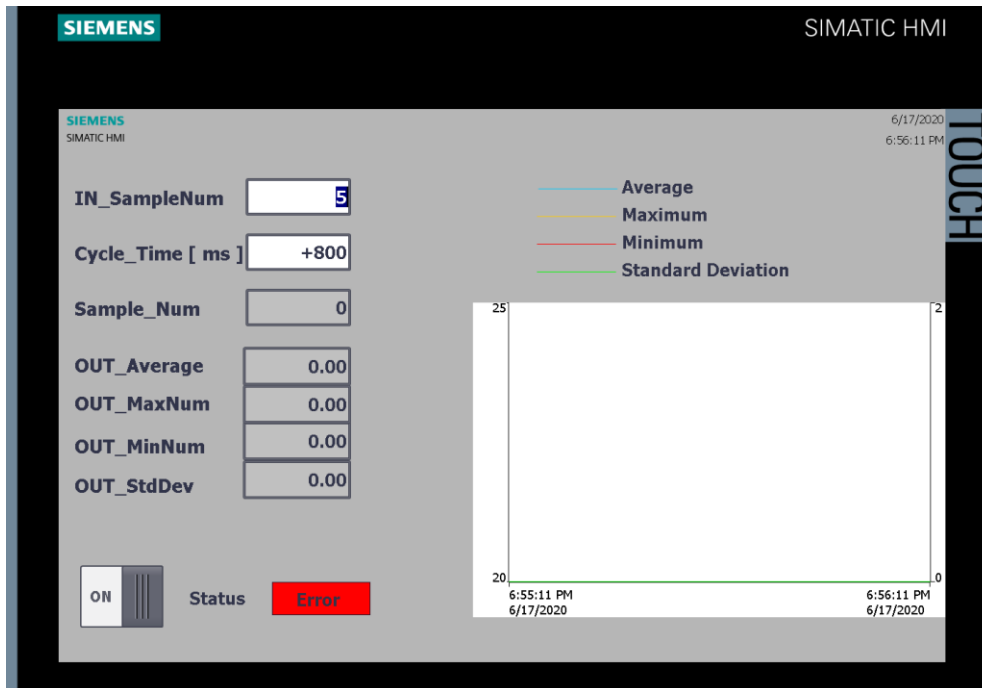 SIEMENS
SIMATIC HMI
TOUCH
SIEMENS
SIMATIC HMI
6/17/2020
6:56:11 PM
IN_SampleNum 5
Cycle_Time [ ms ] +800
Sample_Num 0
OUT_Average 0.00
OUT_MaxNum 0.00
OUT_MinNum 0.00
OUT_StdDev 0.00
ON Status Error
Average
Maximum
Minimum
Standard Deviation
25 2
20 0
6:55:11 PM 6:56:11 PM
6/17/2020 6/17/2020